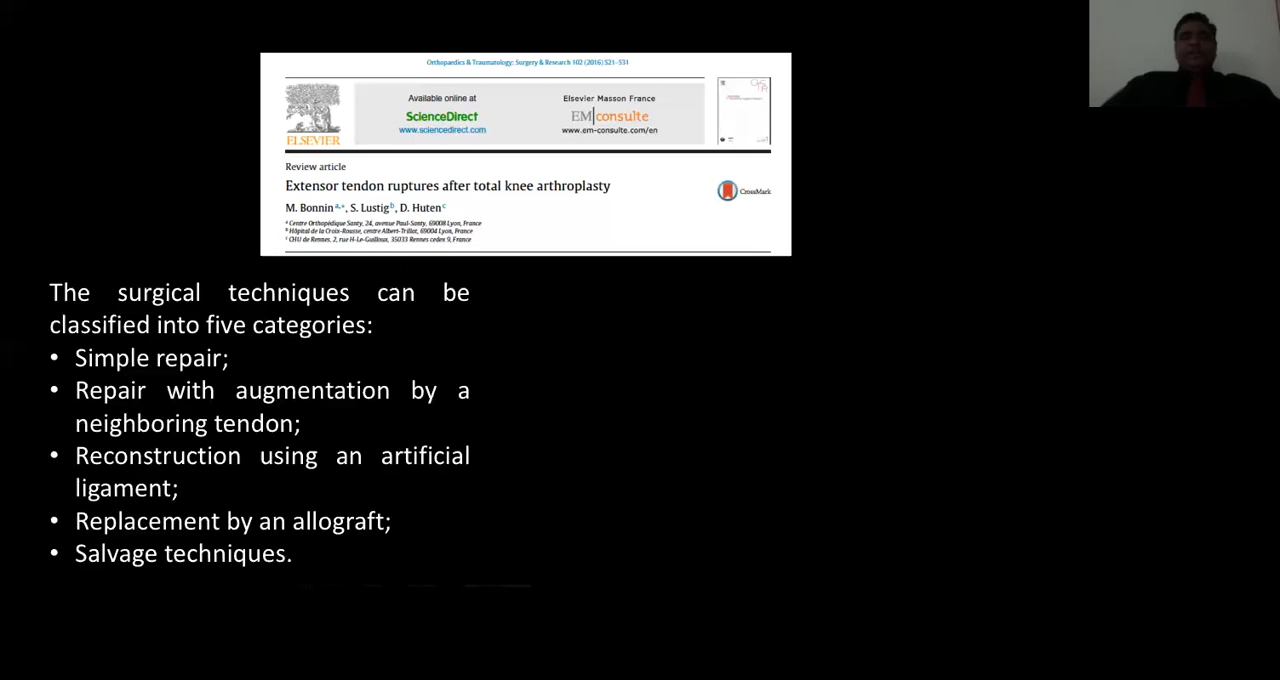 Orthopaedics & Traumatology: Surgery & Research 102 (2016) 521–531
Available online at
ScienceDirect
www.sciencedirect.com
Elsevier Masson France
EM|consulte
www.em-consulte.com/en
ELSEVIER
Review article
Extensor tendon ruptures after total knee arthroplasty
CrossMark
M. Bonnin a,*, S. Lustig b, D. Huten c
a Centre Orthopédique Santy, 24, avenue Paul-Santy, 69008 Lyon, France
b Hôpital de la Croix-Rousse, centre Albert-Trillat, 69004 Lyon, France
c CHU de Rennes, 2, rue H-Le-Guilloux, 35033 Rennes cedex 9, France
The surgical techniques can be
classified into five categories:
• Simple repair;
• Repair with augmentation by a
neighboring tendon;
• Reconstruction using an artificial
ligament;
• Replacement by an allograft;
• Salvage techniques.